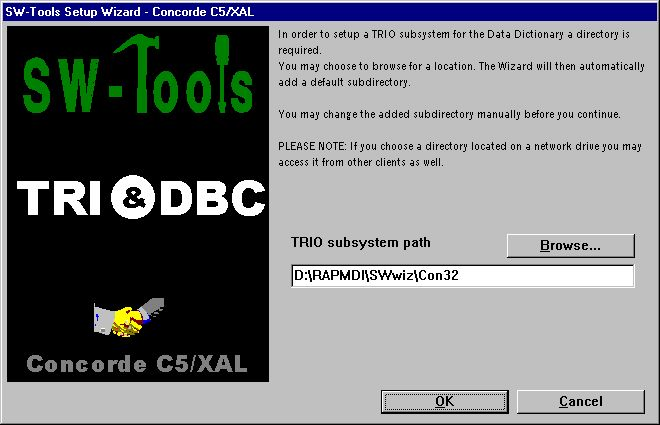 SW-Tools Setup Wizard - Concorde C5/XAL
SW-Tools
TRI&DBC
Concorde C5/XAL
In order to setup a TRIO subsystem for the Data Dictionary a directory is
required.
You may choose to browse for a location. The Wizard will then automatically
add a default subdirectory.
You may change the added subdirectory manually before you continue.
PLEASE NOTE: If you choose a directory located on a network drive you may
access it from other clients as well.
TRIO subsystem path
Browse...
D:\RAPMDI\SWwiz\Con32
OK
Cancel